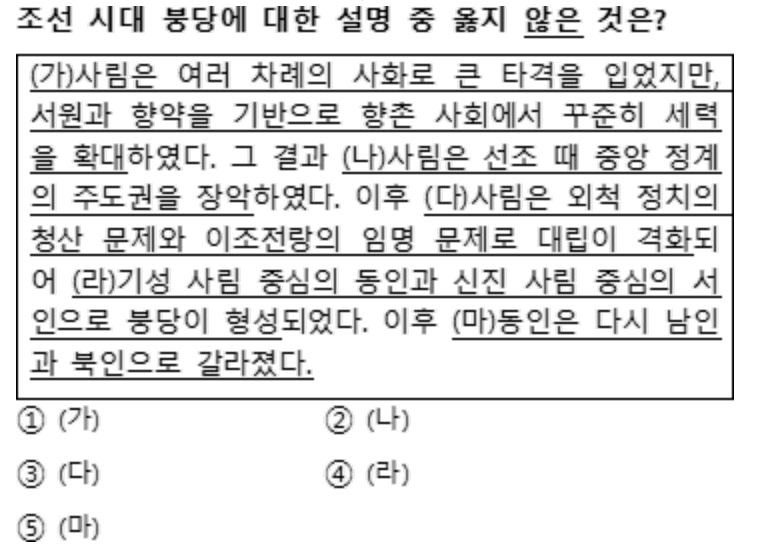 조선 시대 붕당에 대한 설명 중 옳지 않은 것은?
(가)사림은 여러 차례의 사화로 큰 타격을 입었지만,
서원과 향약을 기반으로 향촌 사회에서 꾸준히 세력
을 확대하였다. 그 결과 (나)사림은 선조 때 중앙 정계
의 주도권을 장악하였다. 이후 (다)사림은 외척 정치의
청산 문제와 이조전랑의 임명 문제로 대립이 격화되
어 (라)기성 사림 중심의 동인과 신진 사림 중심의 서
인으로 붕당이 형성되었다. 이후 (마)동인은 다시 남인
과 북인으로 갈라졌다.
① (가) ② (나)
③ (다) ④ (라)
⑤ (마)